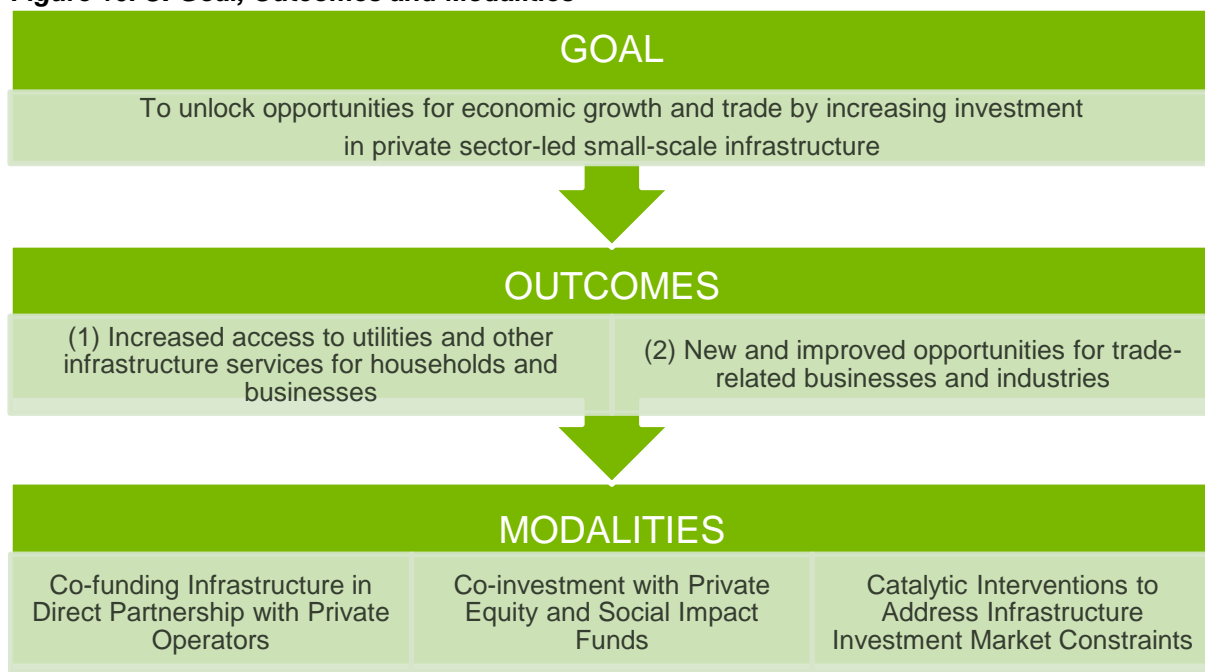 GOAL
To unlock opportunities for economic growth and trade by increasing investment
in private sector-led small-scale infrastructure
OUTCOMES
(1) Increased access to utilities and other
infrastructure services for households and
businesses
(2) New and improved opportunities for trade-
related businesses and industries
MODALITIES
Co-funding Infrastructure in
Direct Partnership with Private
Operators
Co-investment with Private
Equity and Social Impact
Funds
Catalytic Interventions to
Address Infrastructure
Investment Market Constraints